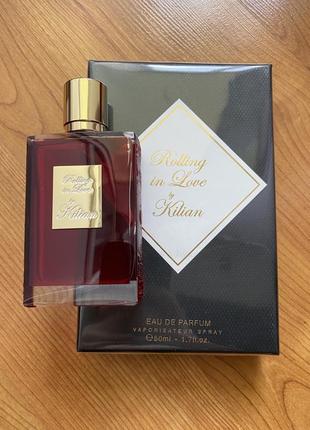 Rolling
in Love
by
Kilian
Rolling
in Love
by
Kilian
EAU DE PARFUM
VAPORISATEUR SPRAY
℮50ml - 1.7fl.oz.